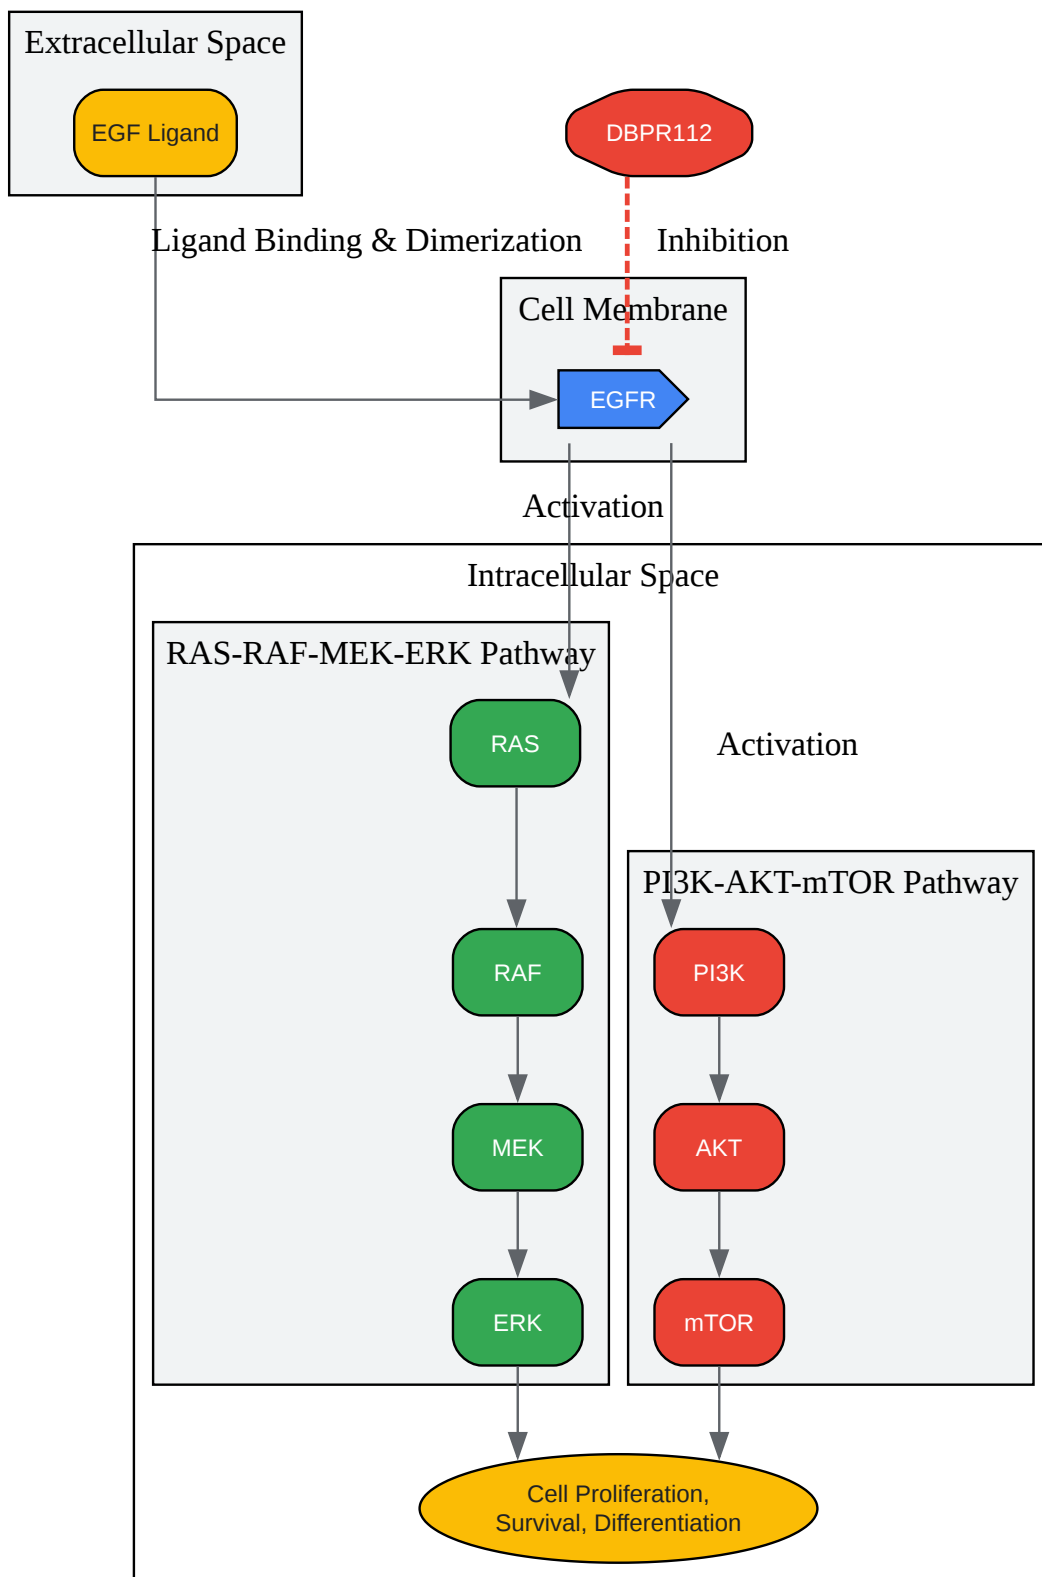 Extracellular Space
EGF Ligand
DBPR112
Ligand Binding & Dimerization
Inhibition
Cell Membrane
EGFR
Activation
Intracellular Space
RAS-RAF-MEK-ERK Pathway
RAS
Activation
PI3K-AKT-mTOR Pathway
RAF
PI3K
MEK
AKT
ERK
mTOR
Cell Proliferation,
Survival, Differentiation